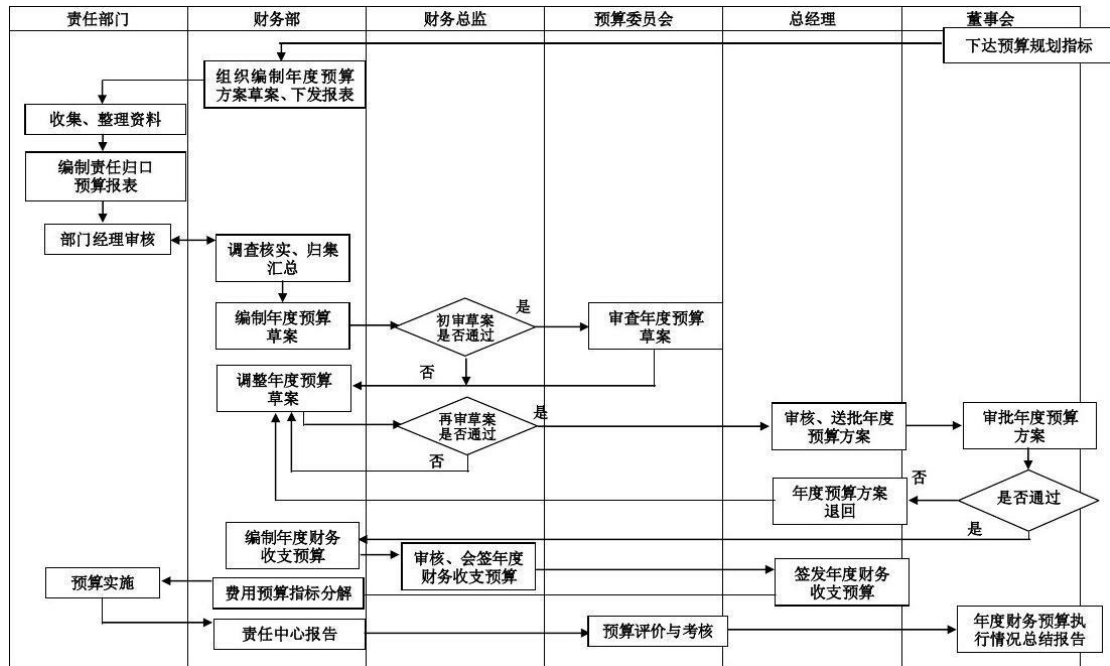 责任部门
财务部
财务总监
预算委员会
总经理
董事会
下达预算规划指标
组织编制年度预算
方案草案、下发报表
收集、整理资料
编制责任归口
预算报表
部门经理审核
调查核实、归集
汇总
编制年度预算
草案
初审草案
是否通过
是
审查年度预算
草案
否
调整年度预算
草案
再审草案
是否通过
是
否
审核、送批年度
预算方案
审批年度预算
方案
是否通过
否
年度预算方案
退回
是
编制年度财务
收支预算
审核、会签年度
财务收支预算
签发年度财务
收支预算
费用预算指标分解
预算实施
责任中心报告
预算评价与考核
年度财务预算执
行情况总结报告